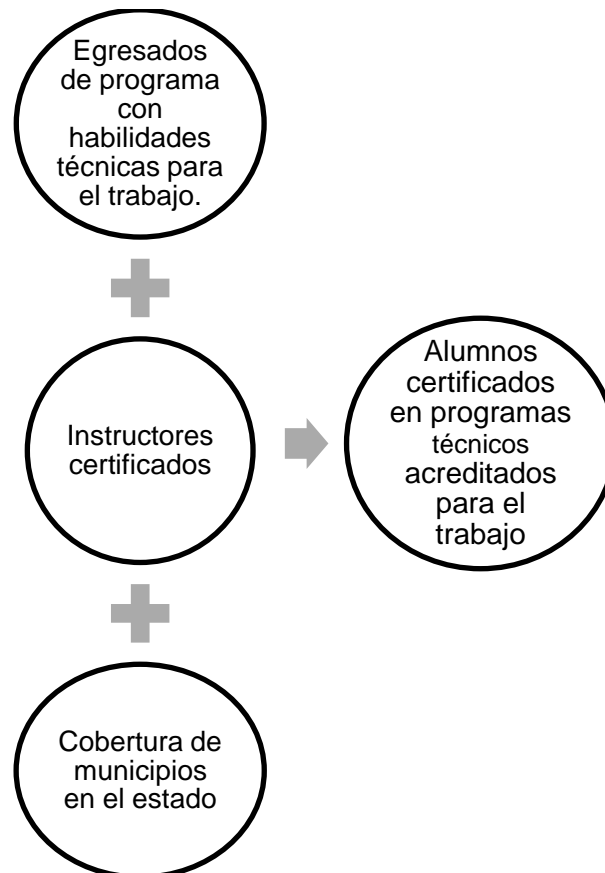 Egresados
de programa
con
habilidades
técnicas para
el trabajo.
Instructores
certificados
Alumnos
certificados
en programas
técnicos
acreditados
para el
trabajo
Cobertura de
municipios
en el estado